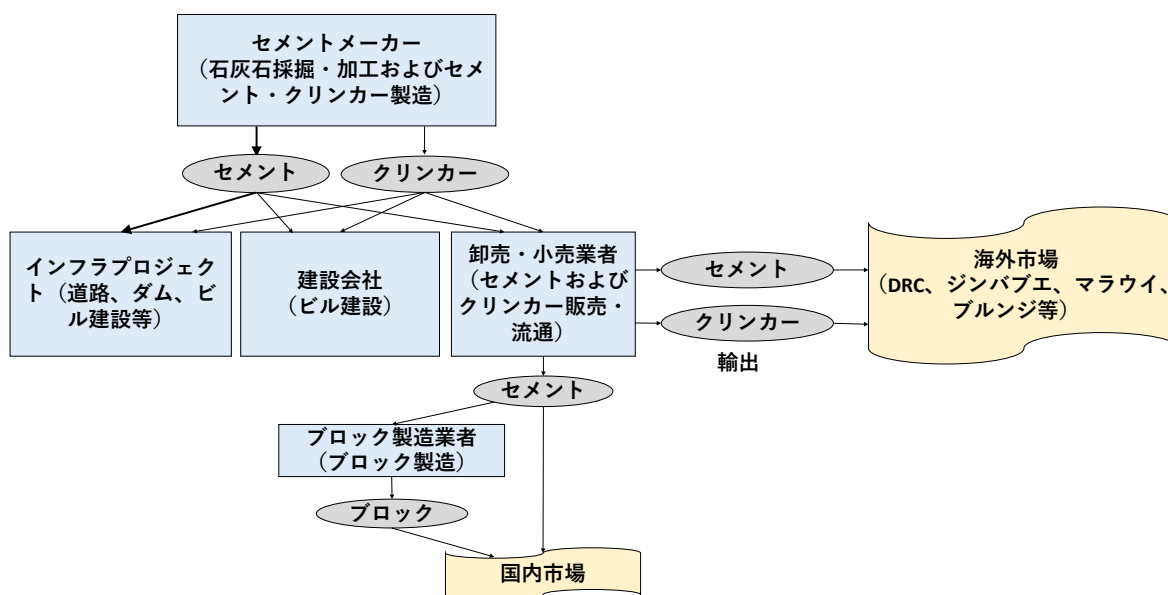 セメントメーカー
（石灰石採掘・加工およびセメ
ント・クリンカー製造）
セメント
クリンカー
インフラプロジェク
ト（道路、ダム、ビ
ル建設等）
建設会社
（ビル建設）
卸売・小売業者
（セメントおよび
クリンカー販売・
流通）
セメント
クリンカー
輸出
海外市場
（DRC、ジンバブエ、マラウイ、
ブルンジ等）
セメント
ブロック製造業者
（ブロック製造）
ブロック
国内市場